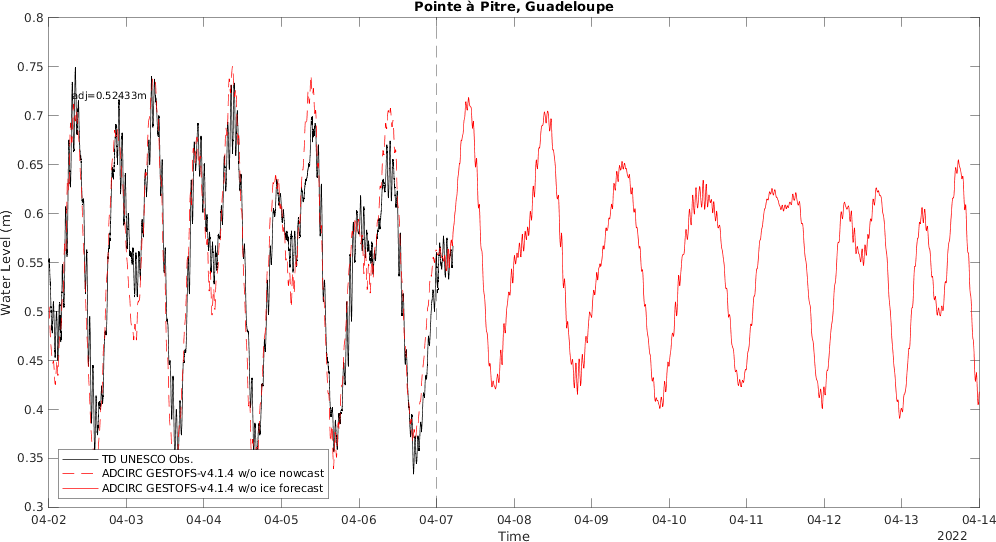 Pointe à Pitre, Guadeloupe
0.8
0.75
0.7
0.65
0.6
0.55
0.5
0.45
0.4
0.35
0.3
Water Level (m)
adj=0.52433m
TD UNESCO Obs.
ADCIRC GESTOFS-v4.1.4 w/o ice nowcast
ADCIRC GESTOFS-v4.1.4 w/o ice forecast
04-02 04-03 04-04 04-05 04-06 04-07 04-08 04-09 04-10 04-11 04-12 04-13 04-14
Time
2022